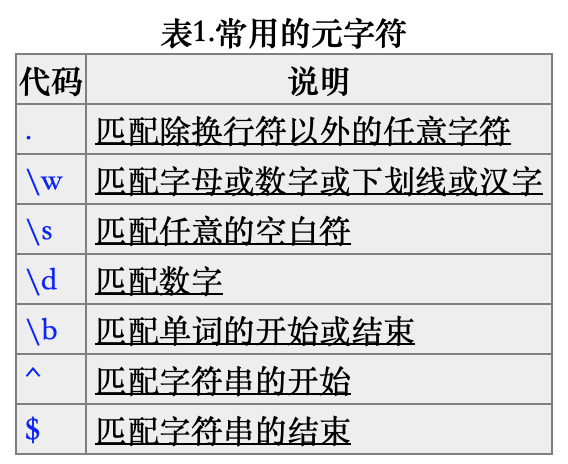 表1.常用的元字符
代码 说明
. 匹配除换行符以外的任意字符
\w 匹配字母或数字或下划线或汉字
\s 匹配任意的空白符
\d 匹配数字
\b 匹配单词的开始或结束
^ 匹配字符串的开始
$ 匹配字符串的结束